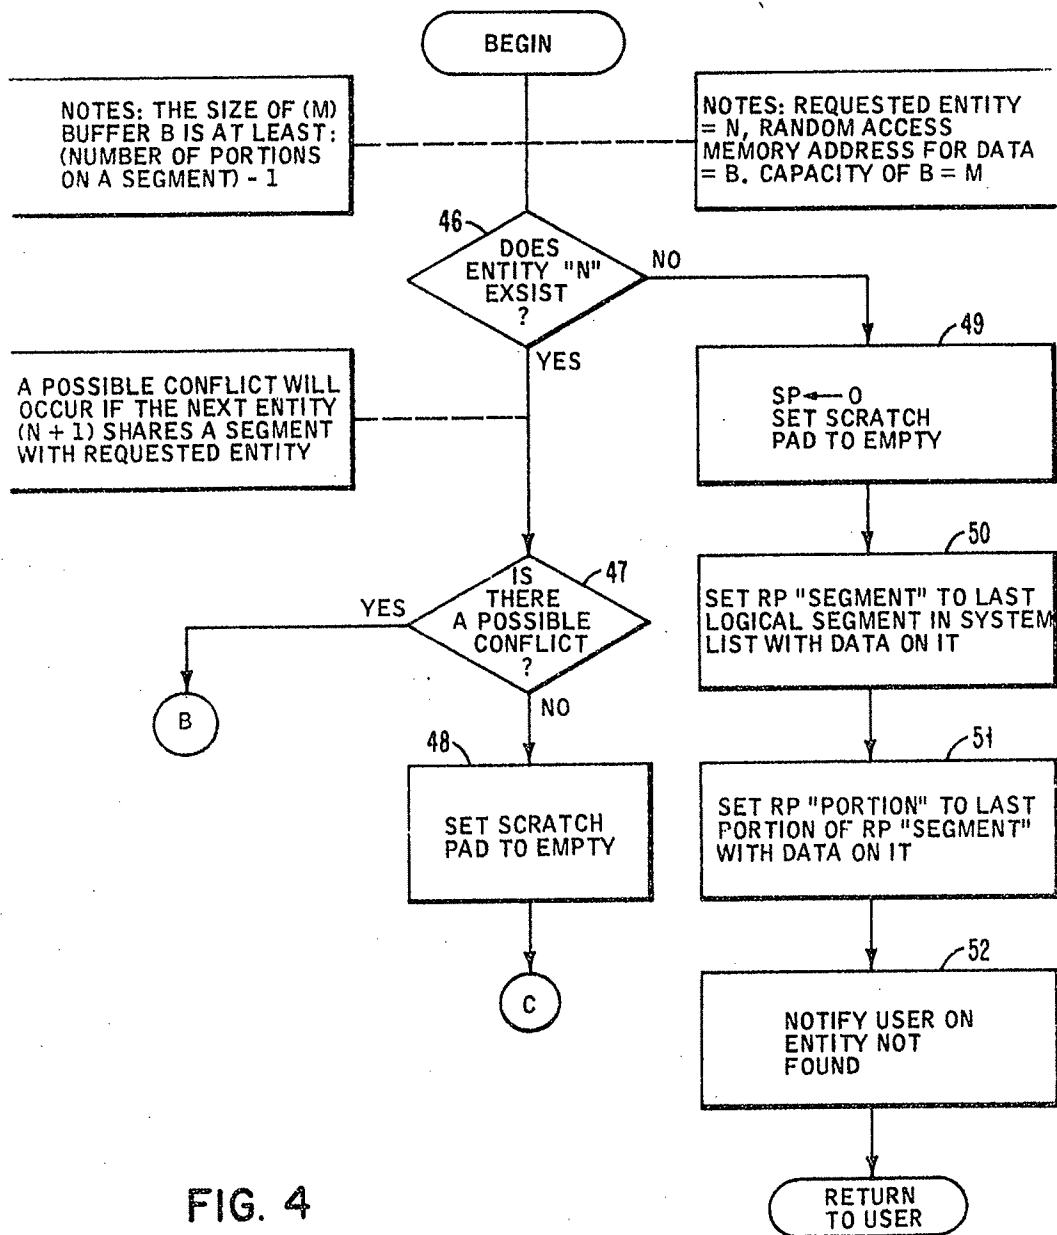 BEGIN
NOTES: THE SIZE OF (M)
BUFFER B IS AT LEAST:
(NUMBER OF PORTIONS
ON A SEGMENT) - 1
NOTES: REQUESTED ENTITY
= N, RANDOM ACCESS
MEMORY ADDRESS FOR DATA
= B. CAPACITY OF B = M
46
DOES
ENTITY "N"
EXSIST
?
NO
YES
49
SP← 0
SET SCRATCH
PAD TO EMPTY
A POSSIBLE CONFLICT WILL
OCCUR IF THE NEXT ENTITY
(N + 1) SHARES A SEGMENT
WITH REQUESTED ENTITY
50
SET RP "SEGMENT" TO LAST
LOGICAL SEGMENT IN SYSTEM
LIST WITH DATA ON IT
47
IS
THERE
A POSSIBLE
CONFLICT
?
YES
NO
B
48
SET SCRATCH
PAD TO EMPTY
C
51
SET RP "PORTION" TO LAST
PORTION OF RP "SEGMENT"
WITH DATA ON IT
52
NOTIFY USER ON
ENTITY NOT
FOUND
RETURN
TO USER
FIG. 4